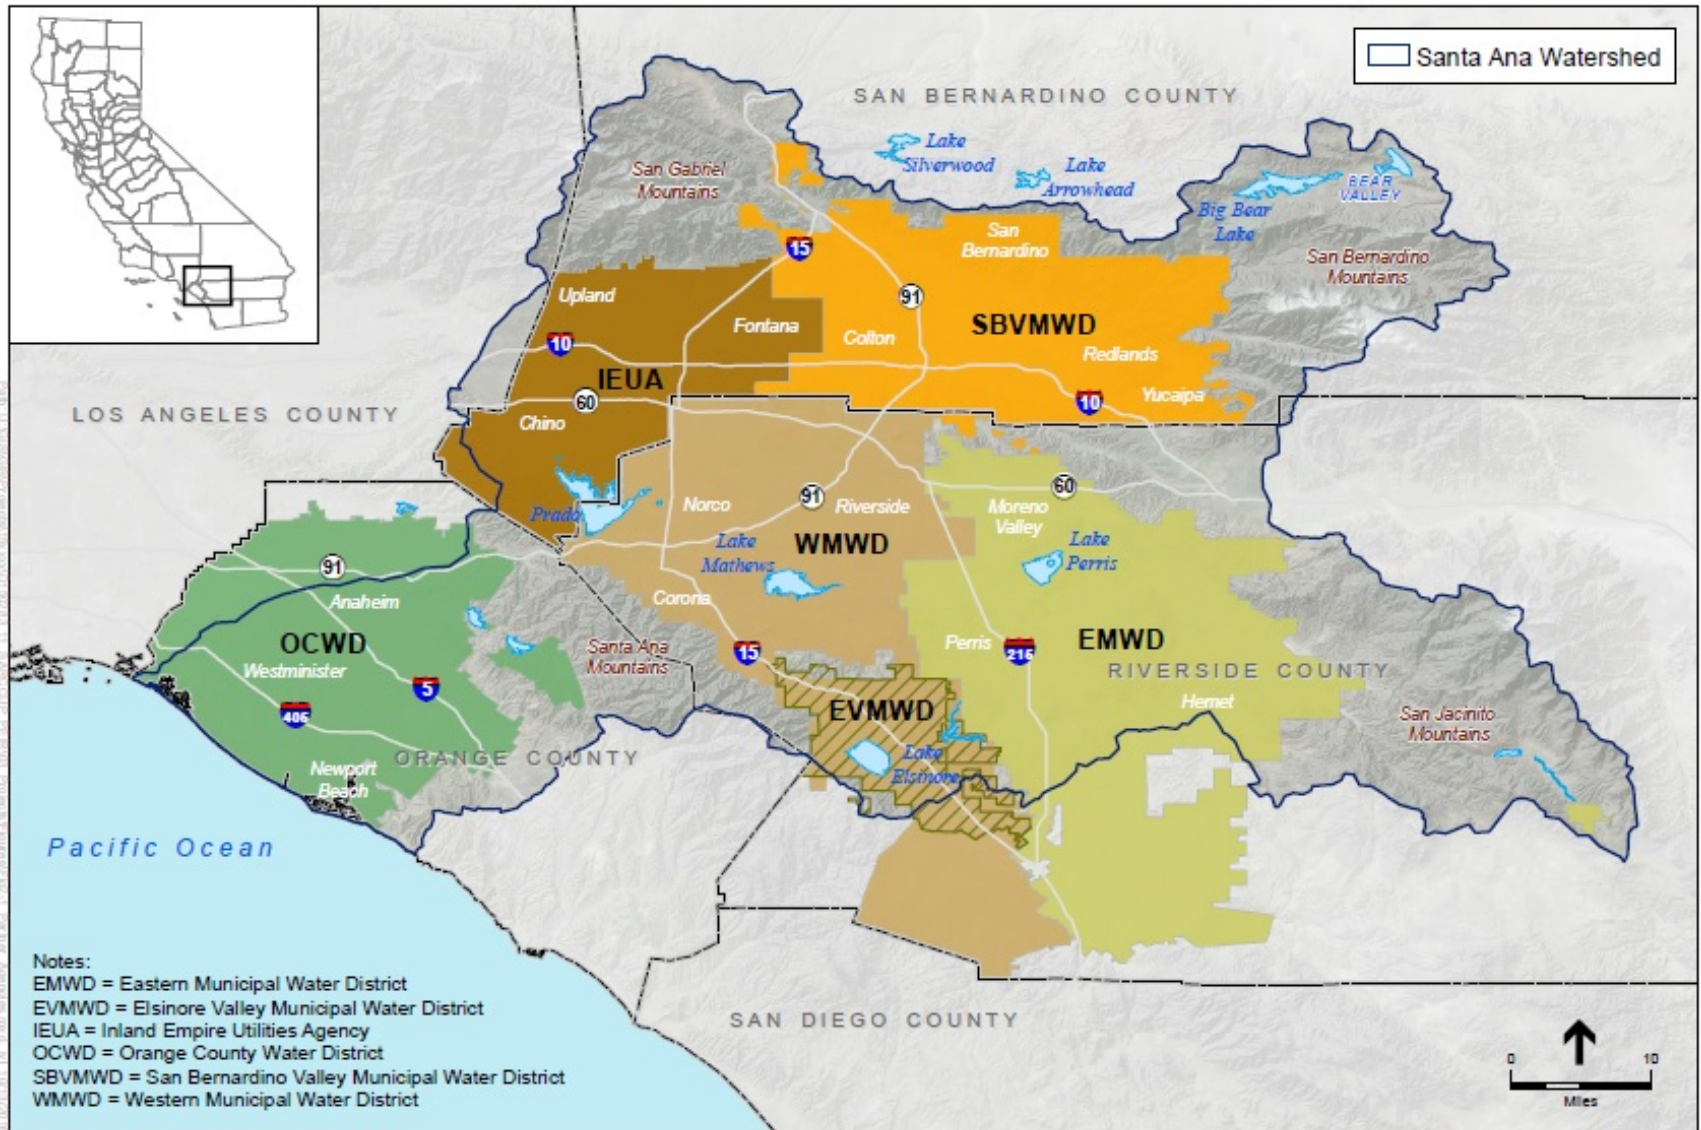 Santa Ana Watershed
SAN BERNARDINO COUNTY
Lake
Silverwood
Lake
Arrowhead
San Gabriel
Mountains
BEAR
VALLEY
Big Bear
Lake
San
Bernardino
San Bernardino
Mountains
15
Upland
91
Fontana
SBVMWD
Colton
10
Redlands
IEUA
60
10
Yucaipa
LOS ANGELES COUNTY
Chino
60
Prado
Norco
91
Riverside
Moreno
Valley
WMWD
Lake
Mathews
Lake
Perris
91
Anaheim
Corona
OCWD
Westminister
Santa Ana
Mountains
15
Perris
215
EMWD
RIVERSIDE COUNTY
5
405
EVMWD
Hemet
San Jacinito
Mountains
ORANGE COUNTY
Lake
Elsinore
Newport
Beach
Pacific Ocean
Notes:
EMWD = Eastern Municipal Water District
EVMWD = Elsinore Valley Municipal Water District
IEUA = Inland Empire Utilities Agency
OCWD = Orange County Water District
SBVMWD = San Bernardino Valley Municipal Water District
WMWD = Western Municipal Water District
SAN DIEGO COUNTY
0 10
Miles